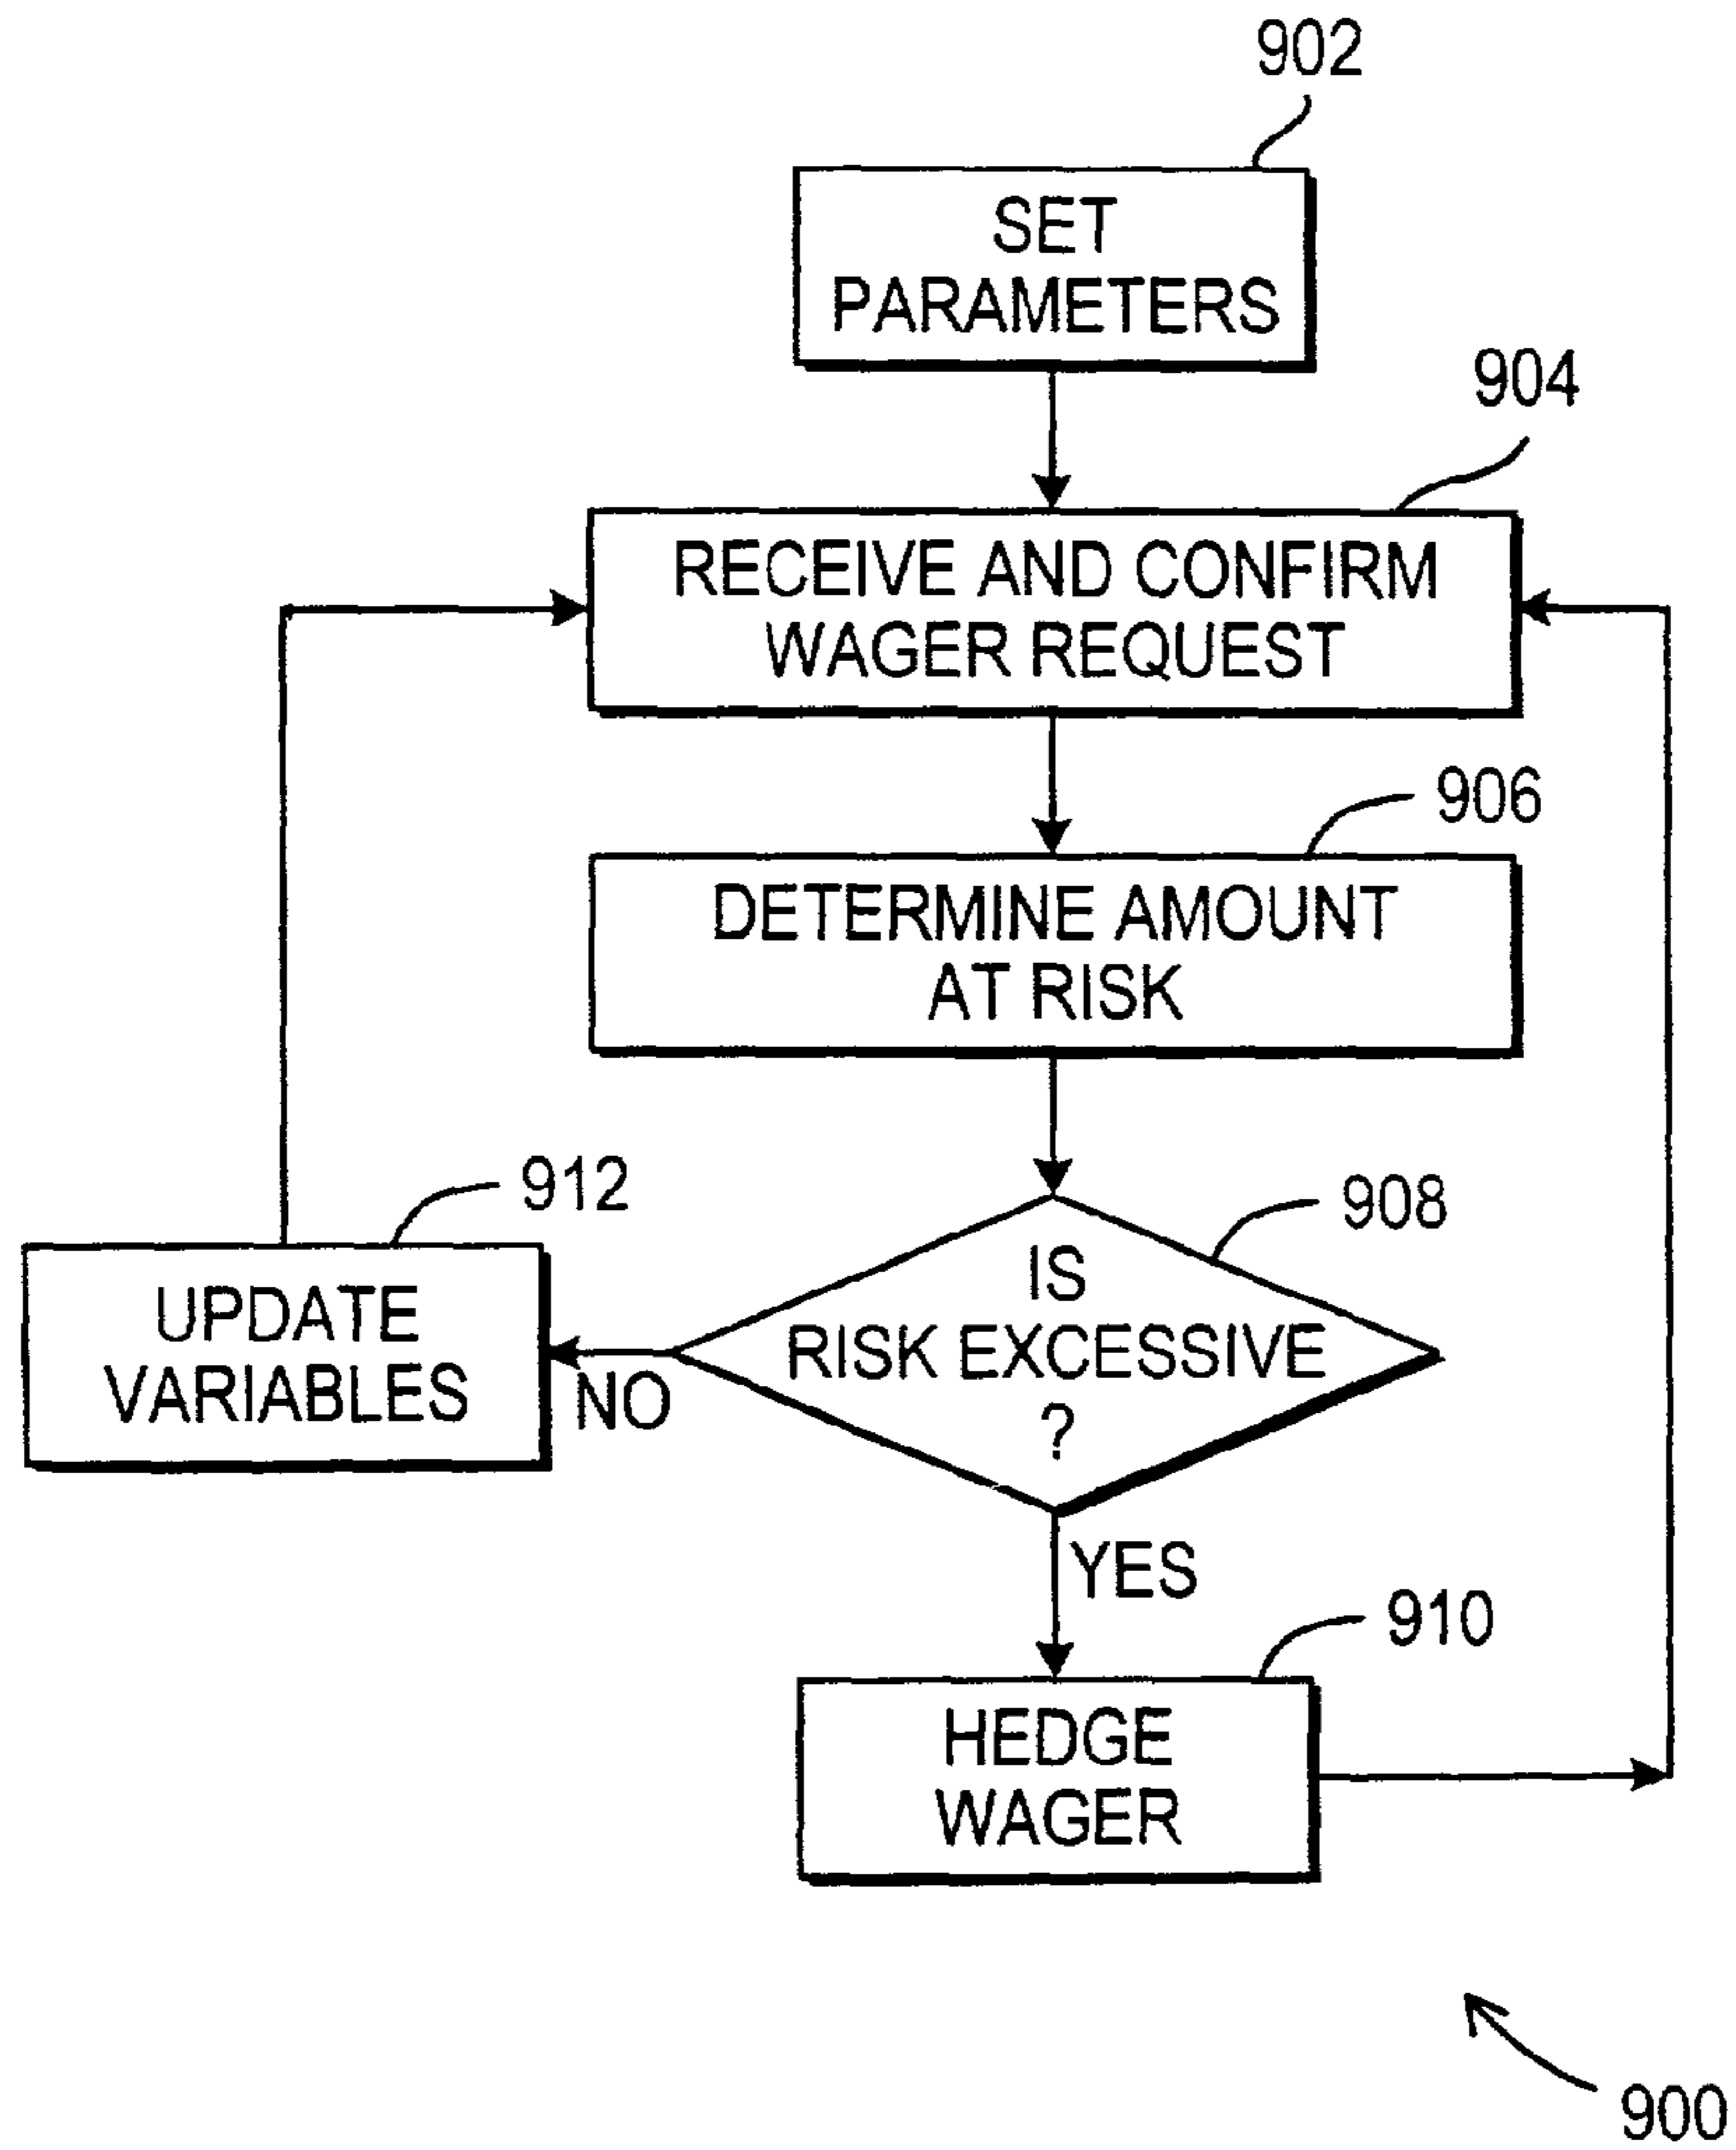 902
SET
PARAMETERS
904
RECEIVE AND CONFIRM
WAGER REQUEST
906
DETERMINE AMOUNT
AT RISK
912
UPDATE
VARIABLES
908
IS
RISK EXCESSIVE
?
NO
YES
910
HEDGE
WAGER
900